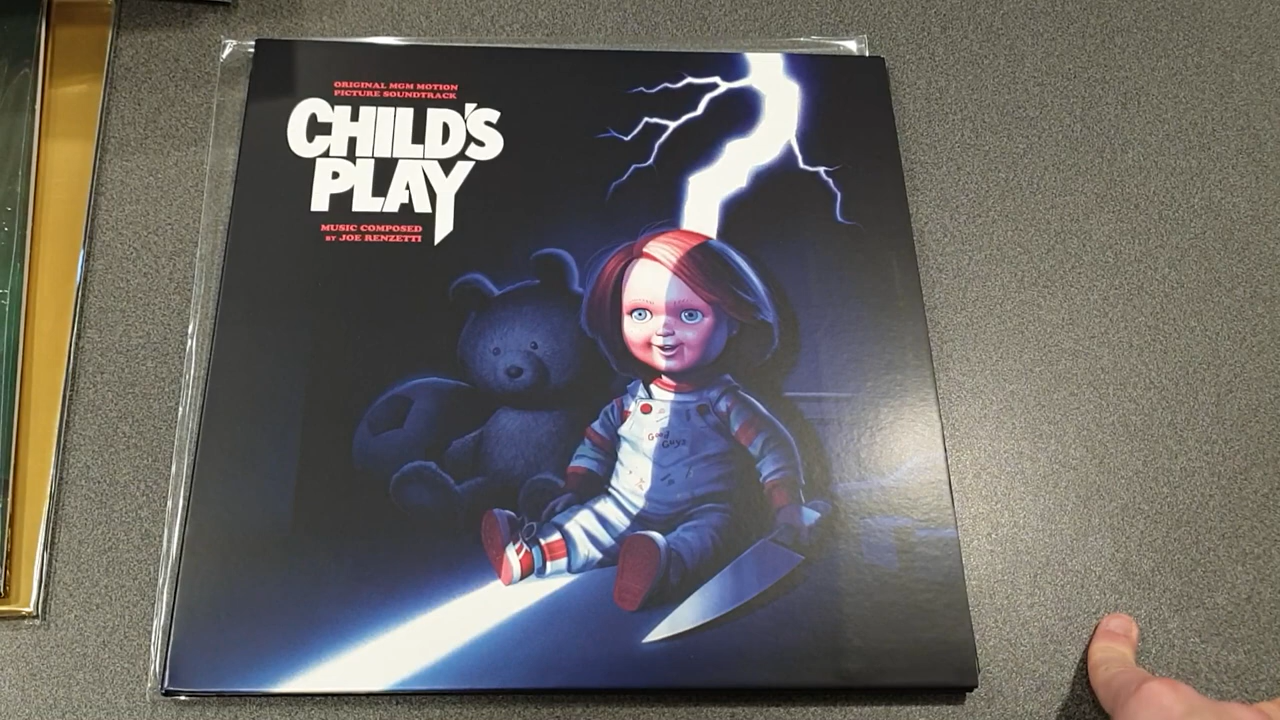 ORIGINAL MGM MOTION
PICTURE SOUNDTRACK
CHILD'S
PLAY
MUSIC COMPOSED
BY JOE RENZETTI
Good
Guys